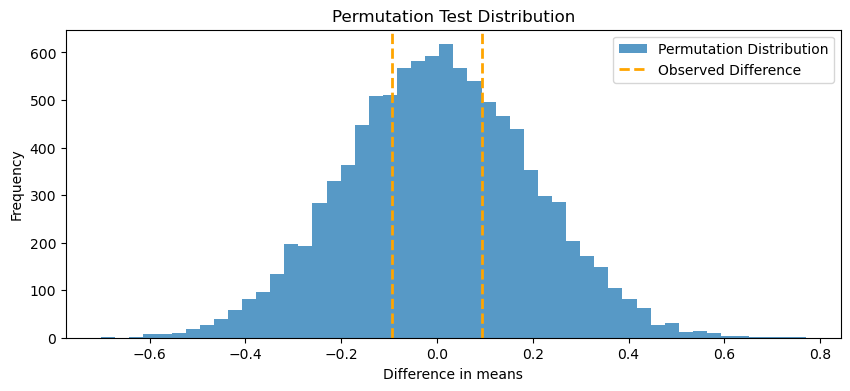 Permutation Test Distribution
Permutation Distribution
Observed Difference
Frequency
600
500
400
300
200
100
0
−0.6 −0.4 −0.2 0.0 0.2 0.4 0.6 0.8
Difference in means